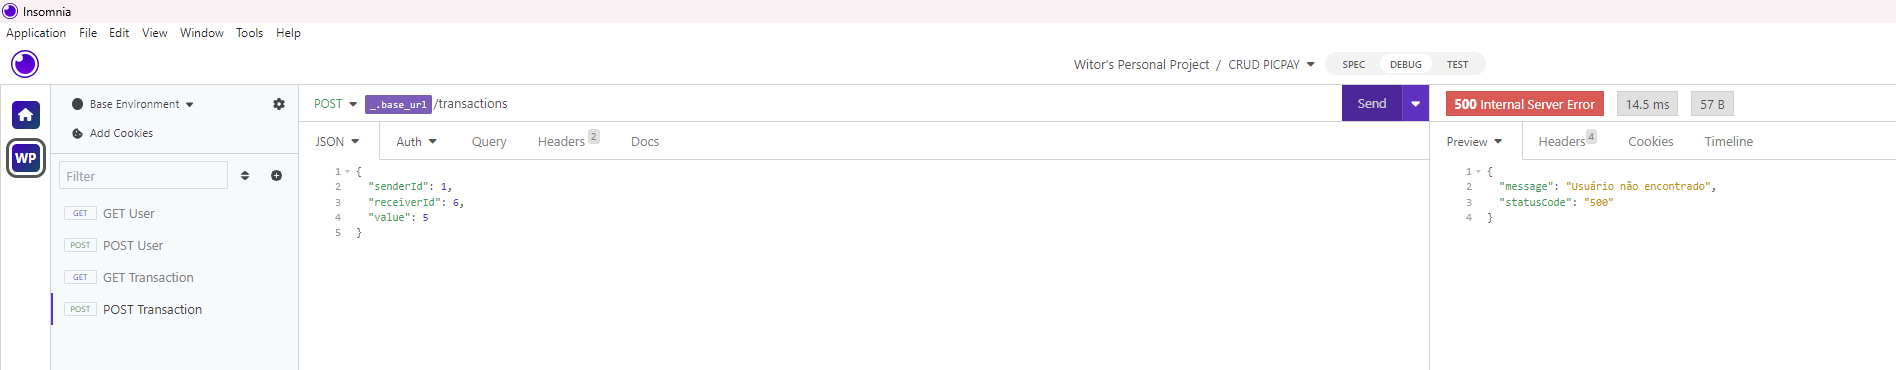 Insomnia
Application File Edit View Window Tools Help
Witor's Personal Project / CRUD PICPAY SPEC DEBUG TEST
Base Environment
Add Cookies
WP
Filter
GET GET User
POST POST User
GET GET Transaction
POST POST Transaction
POST _.base_url /transactions Send
JSON Auth Query Headers 2 Docs
1 {
2 "senderId": 1,
3 "receiverId": 6,
4 "value": 5
5 }
500 Internal Server Error 14.5 ms 57 B
Preview Headers 4 Cookies Timeline
1 {
2 "message": "Usuário não encontrado",
3 "statusCode": "500"
4 }